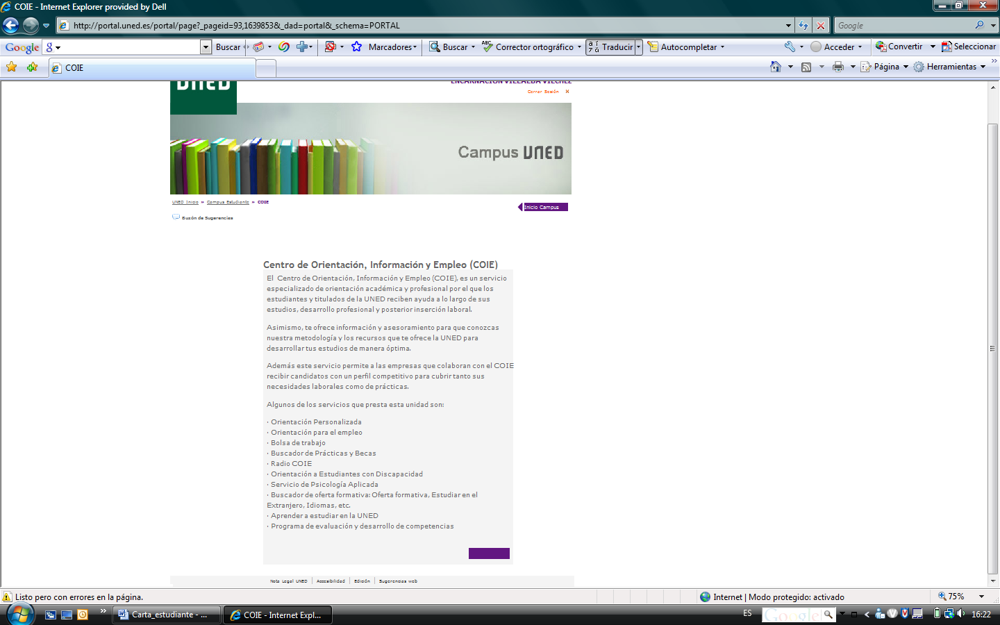 COIE - Internet Explorer provided by Dell
http://portal.uned.es/portal/page?_pageid=93,1639853&_dad=portal&_schema=PORTAL
Google
Google
Buscar
Marcadores
Buscar
Corrector ortográfico
Traducir
Autocompletar
Acceder
Convertir
Seleccionar
COIE
Página
Herramientas
UNED
ENCARNACIÓN VILLALBA VILCHEZ
Cerrar Sesión
Campus UNED
UNED Inicio » Campus Estudiante » COIE
Inicio Campus
Buzón de Sugerencias
Centro de Orientación, Información y Empleo (COIE)
El Centro de Orientación, Información y Empleo (COIE), es un servicio
especializado de orientación académica y profesional por el que los
estudiantes y titulados de la UNED reciben ayuda a lo largo de sus
estudios, desarrollo profesional y posterior inserción laboral.
Asimismo, te ofrece información y asesoramiento para que conozcas
nuestra metodología y los recursos que te ofrece la UNED para
desarrollar tus estudios de manera óptima.
Además este servicio permite a las empresas que colaboran con el COIE
recibir candidatos con un perfil competitivo para cubrir tanto sus
necesidades laborales como de prácticas.
Algunos de los servicios que presta esta unidad son:
· Orientación Personalizada
· Orientación para el empleo
· Bolsa de trabajo
· Buscador de Prácticas y Becas
· Radio COIE
· Orientación a Estudiantes con Discapacidad
· Servicio de Psicología Aplicada
· Buscador de oferta formativa: Oferta formativa, Estudiar en el
Extranjero, Idiomas, etc.
· Aprender a estudiar en la UNED
· Programa de evaluación y desarrollo de competencias
Nota Legal UNED | Accesibilidad | Edición | Sugerencias web
Listo pero con errores en la página.
Internet | Modo protegido: activado
75%
Carta_estudiante - ...
COIE - Internet Expl...
ES
Google
16:22